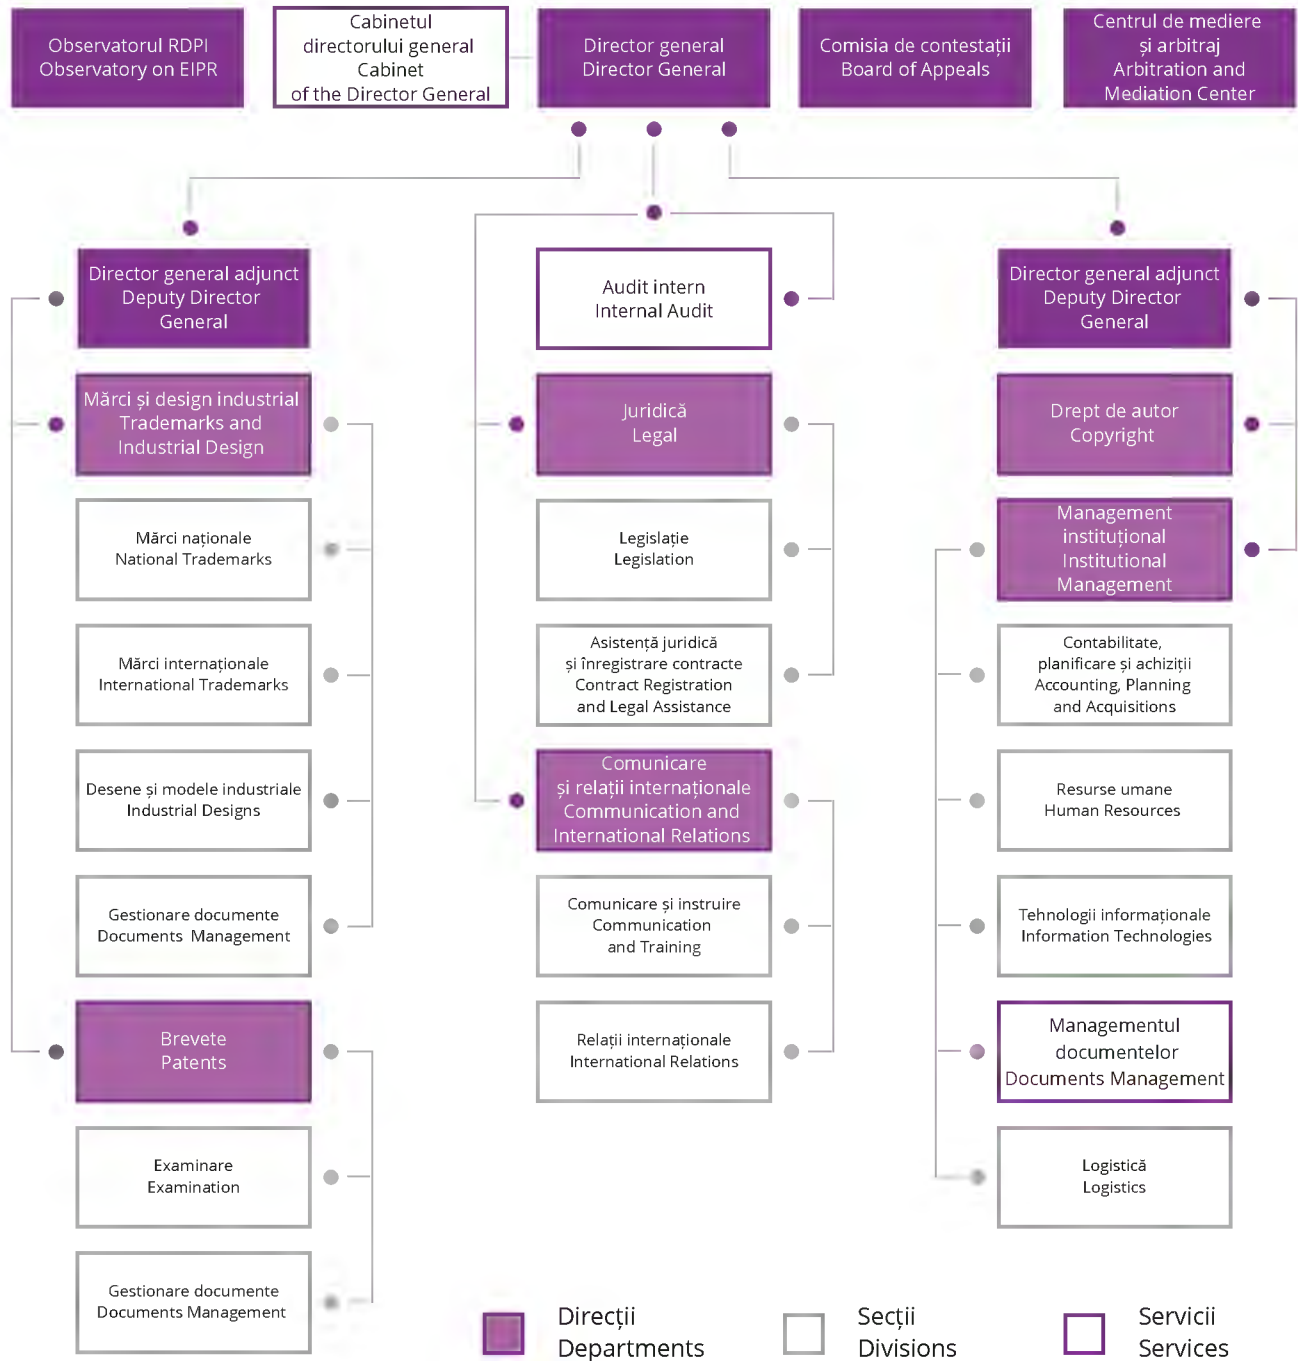 Observatorul RDPI
Observatory on EIPR
Cabinetul
directorului general
Cabinet
of the Director General
Director general
Director General
Comisia de contestații
Board of Appeals
Centrul de mediere
și arbitraj
Arbitration and
Mediation Center
Director general adjunct
Deputy Director
General
Mărci și design industrial
Trademarks and
Industrial Design
Mărci naționale
National Trademarks
Mărci internaționale
International Trademarks
Desene și modele industriale
Industrial Designs
Gestionare documente
Documents Management
Brevete
Patents
Examinare
Examination
Gestionare documente
Documents Management
Audit intern
Internal Audit
Juridică
Legal
Legislație
Legislation
Asistență juridică
și înregistrare contracte
Contract Registration
and Legal Assistance
Comunicare
și relații internaționale
Communication and
International Relations
Comunicare și instruire
Communication
and Training
Relații internaționale
International Relations
Director general adjunct
Deputy Director
General
Drept de autor
Copyright
Management
instituțional
Institutional
Management
Contabilitate,
planificare și achiziții
Accounting, Planning
and Acquisitions
Resurse umane
Human Resources
Tehnologii informaționale
Information Technologies
Managementul
documentelor
Documents Management
Logistică
Logistics
Direcții
Departments
Secții
Divisions
Servicii
Services